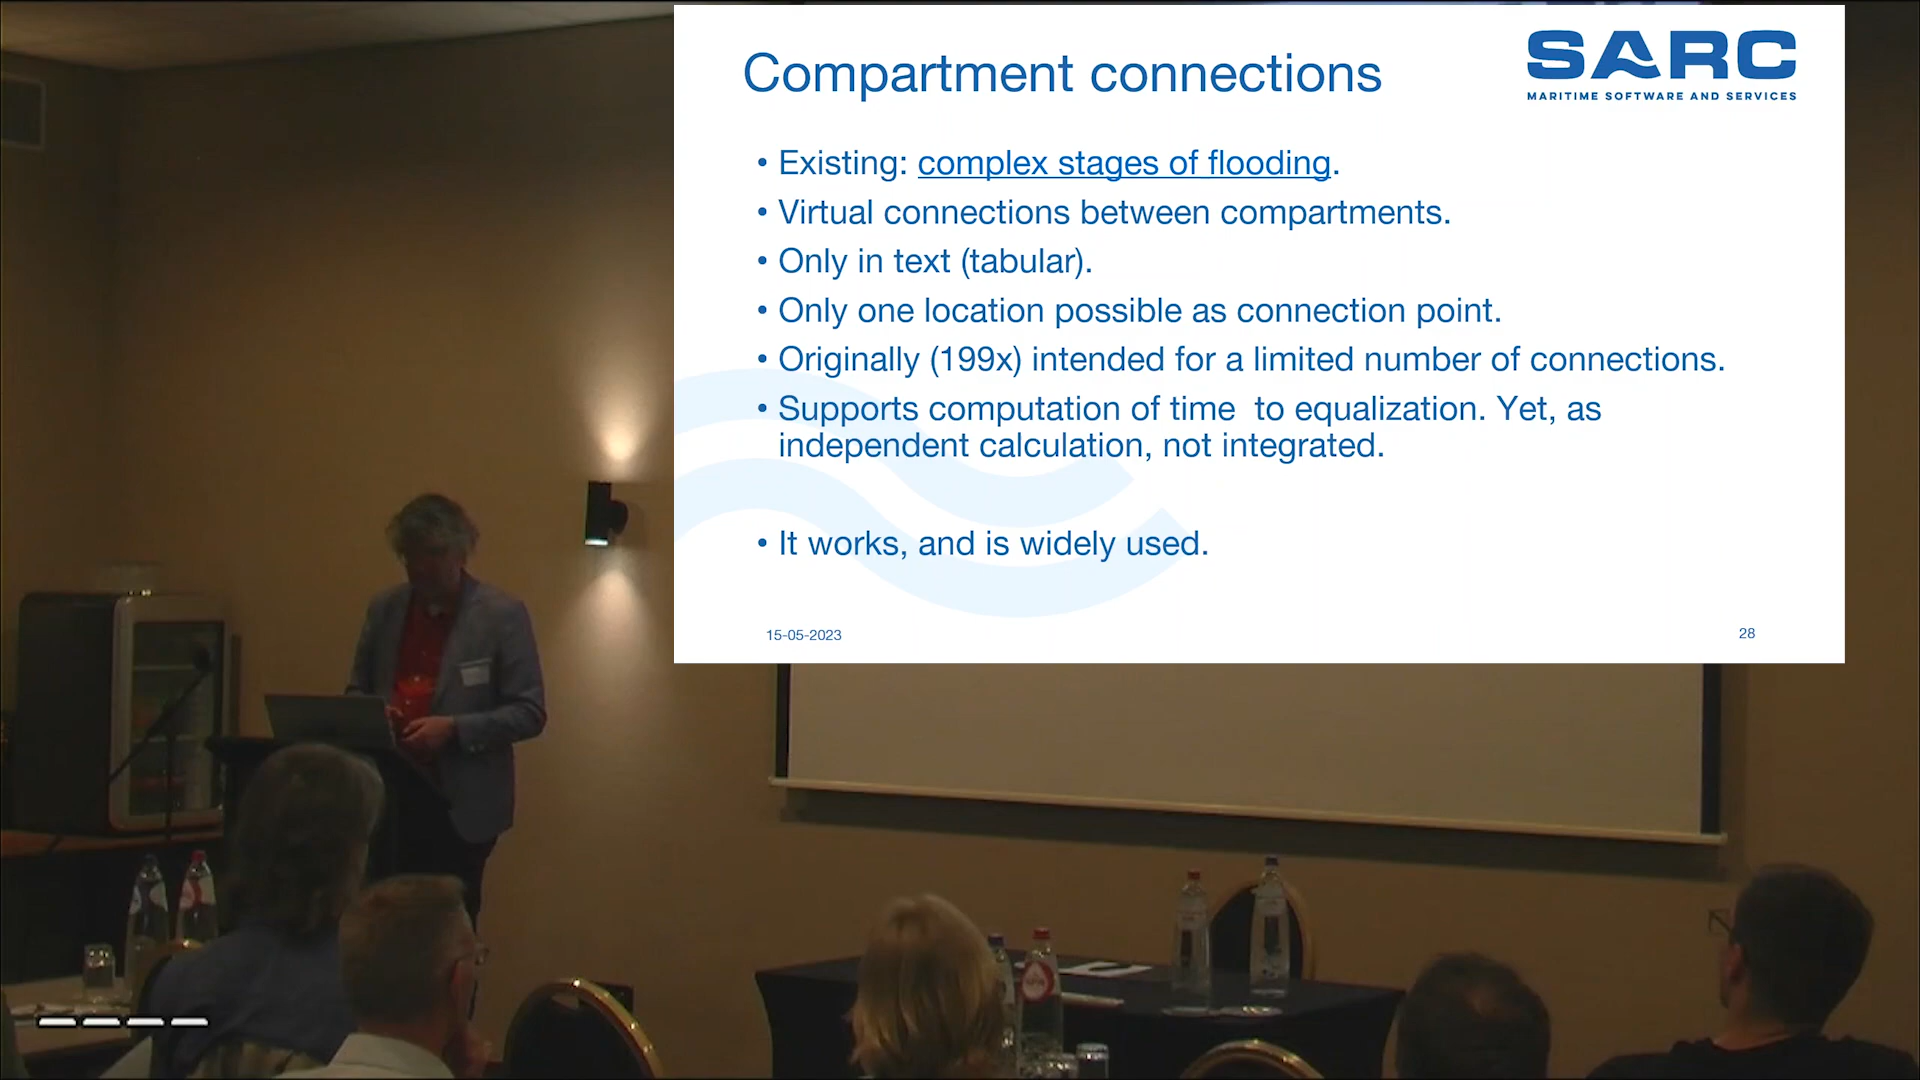 SARC
MARITIME SOFTWARE AND SERVICES
Compartment connections
• Existing: complex stages of flooding.
• Virtual connections between compartments.
• Only in text (tabular).
• Only one location possible as connection point.
• Originally (199x) intended for a limited number of connections.
• Supports computation of time  to equalization. Yet, as
independent calculation, not integrated.
• It works, and is widely used.
15-05-2023
28